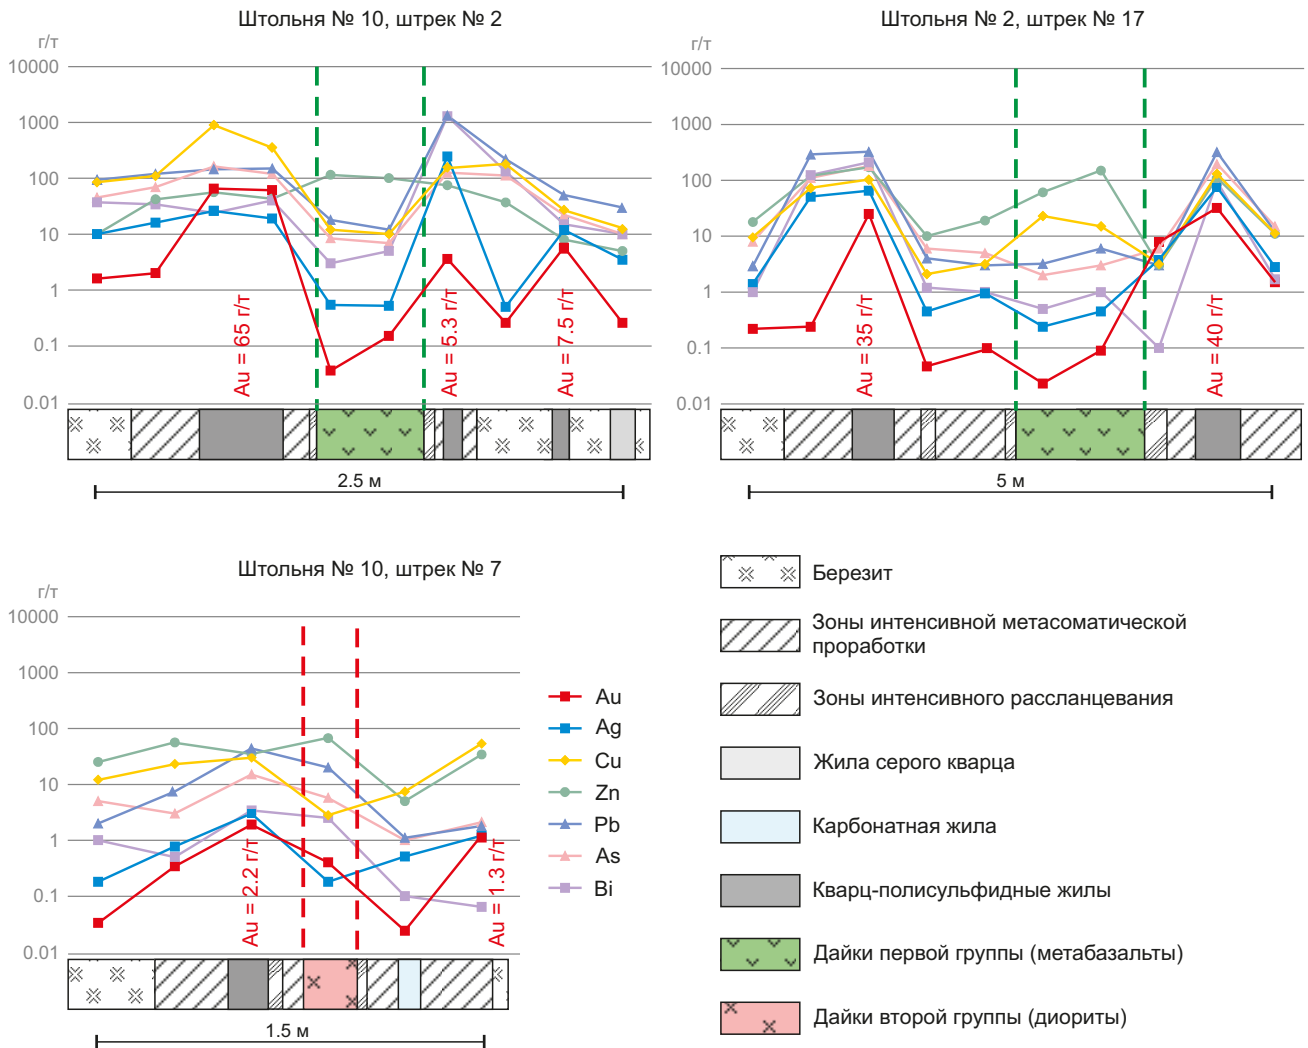 Штольня № 10, штрек № 2
г/т
10000
1000
100
10
1
0.1
0.01
Au = 65 г/т
Au = 5.3 г/т
Au = 7.5 г/т
2.5 м
Штольня № 2, штрек № 17
г/т
10000
1000
100
10
1
0.1
0.01
Au = 35 г/т
Au = 40 г/т
5 м
Штольня № 10, штрек № 7
г/т
10000
1000
100
10
1
0.1
0.01
Au = 2.2 г/т
Au = 1.3 г/т
1.5 м
Au
Ag
Cu
Zn
Pb
As
Bi
Березит
Зоны интенсивной метасоматической
проработки
Зоны интенсивного рассланцевания
Жила серого кварца
Карбонатная жила
Кварц-полисульфидные жилы
Дайки первой группы (метабазальты)
Дайки второй группы (диориты)